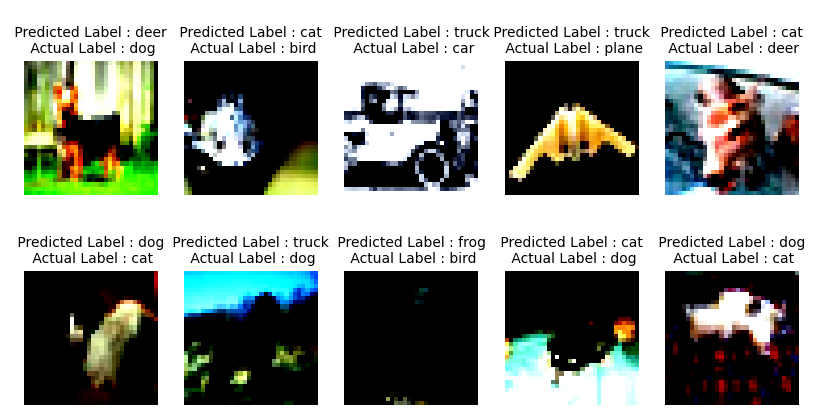 Predicted Label : deer
Actual Label : dog
Predicted Label : cat
Actual Label : bird
Predicted Label : truck
Actual Label : car
Predicted Label : truck
Actual Label : plane
Predicted Label : cat
Actual Label : deer
Predicted Label : dog
Actual Label : cat
Predicted Label : truck
Actual Label : dog
Predicted Label : frog
Actual Label : bird
Predicted Label : cat
Actual Label : dog
Predicted Label : dog
Actual Label : cat